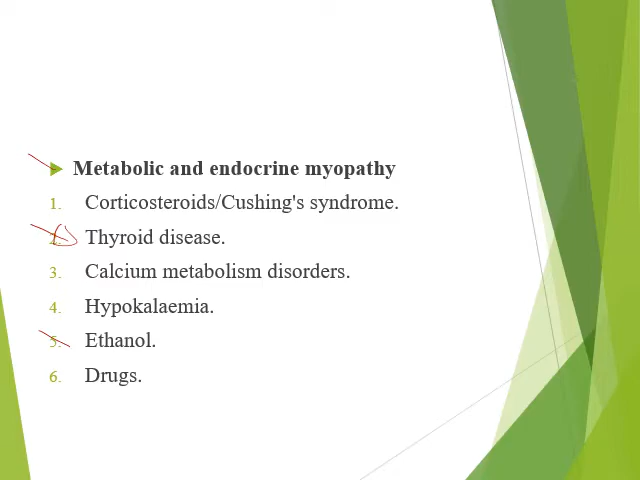 Metabolic and endocrine myopathy
1. Corticosteroids/Cushing's syndrome.
2. Thyroid disease.
3. Calcium metabolism disorders.
4. Hypokalaemia.
5. Ethanol.
6. Drugs.